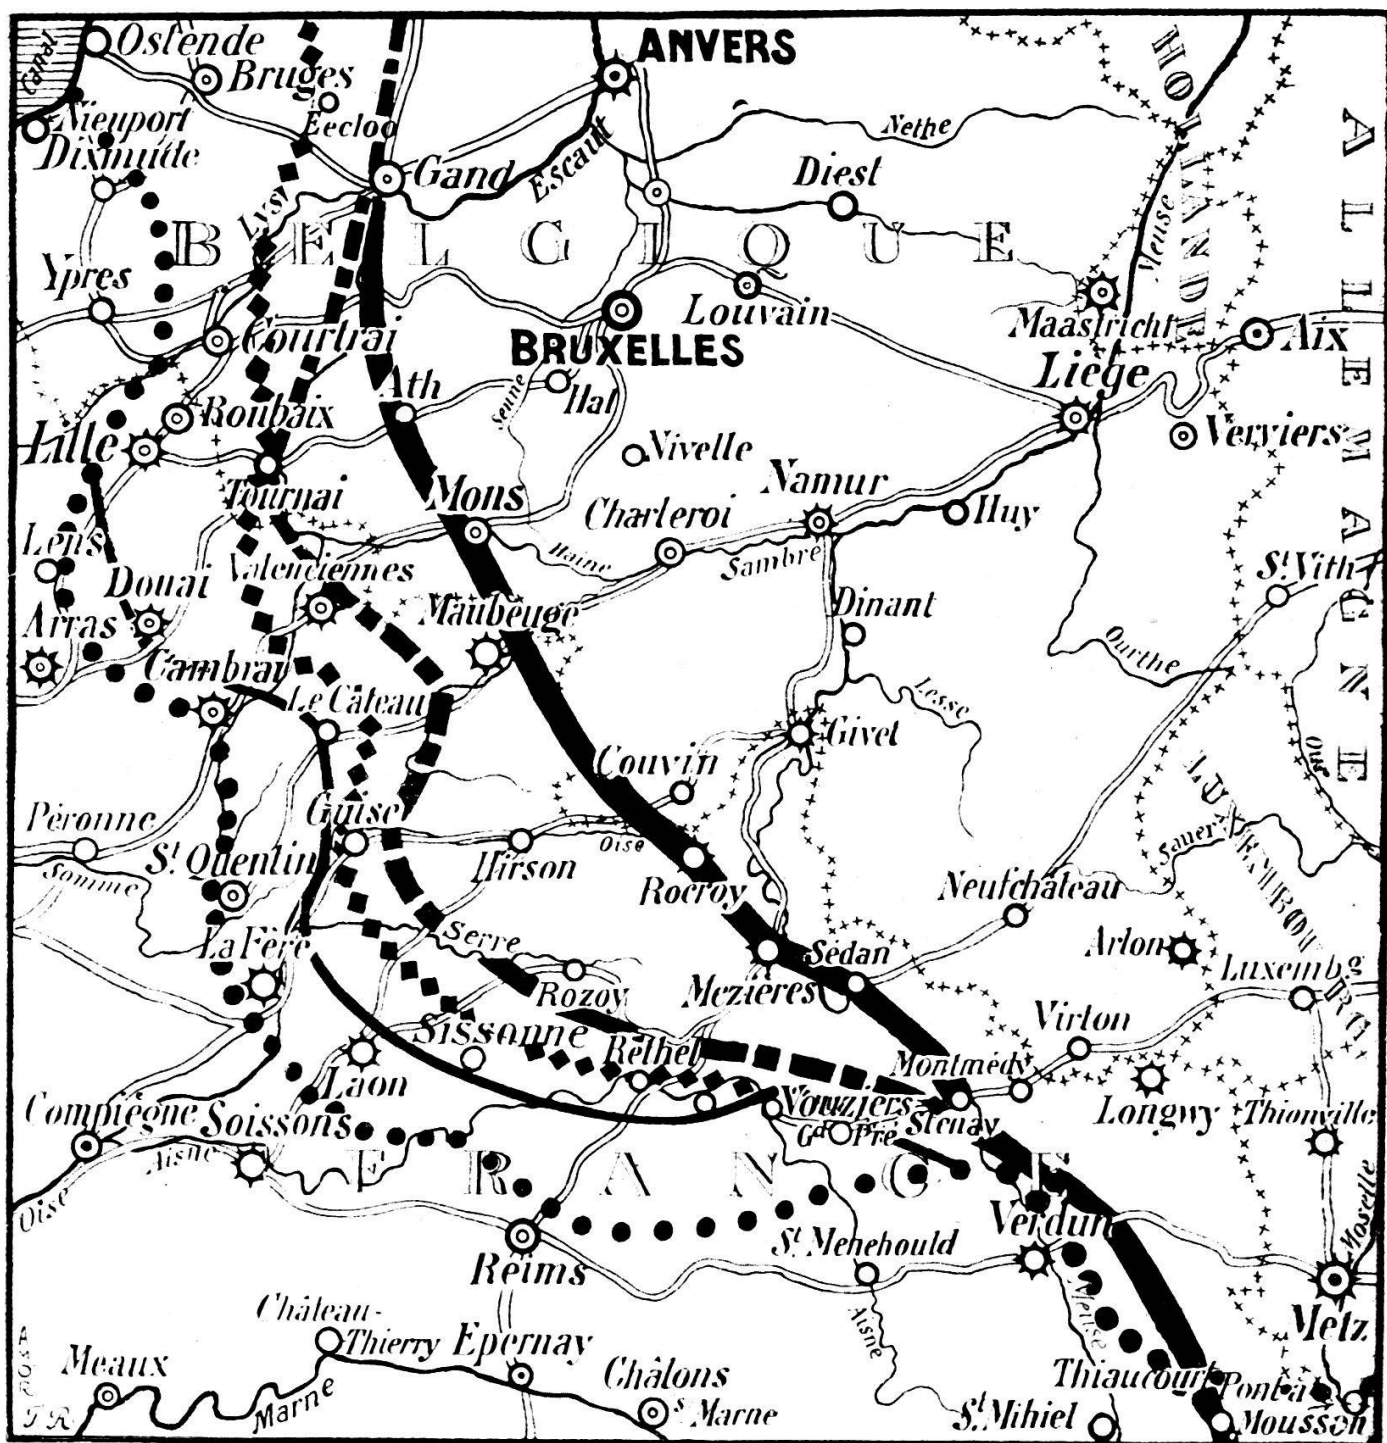 Canal
Ostende
Bruges
ANVERS
HOLLANDE
ALLEMAGNE
Nieuport
Eecloo
Nethe
Dixmude
Gand
Escaut
Diest
Lys
Meuse
BELGIQUE
Ypres
Louvain
Maastricht
Aix
Courtrai
BRUXELLES
Liége
Ath
Hal
Senne
Roubaix
Lille
Nivelle
Verviers
Tournai
Mons
Charleroi
Namur
Huy
Lens
Haine
Sambre
St Vith
Douai
Valenciennes
Maubeuge
Dinant
Arras
Ourthe
Cambrai
Le Câteau
Lesse
Givet
Our
Couvin
LUXEMBOURG
Péronne
Guise
Oise
Sauer
St Quentin
Hirson
Somme
Rocroy
Neufchâteau
La Fère
Serre
Sédan
Arlon
Luxembg
Rozoy
Mezières
Sissonne
Virton
Rethel
Montmédy
Laon
Compiègne
Soissons
Vouziers
Longwy
Thionville
Gd Pré
Stenay
Aisne
FRANCE
Oise
Moselle
Verdun
St Menehould
Reims
Meuse
Metz
Château-
Thierry
Epernay
Aisne
Meaux
Châlons
s Marne
Thiaucourt
Pont à
Mousson
Marne
St Mihiel